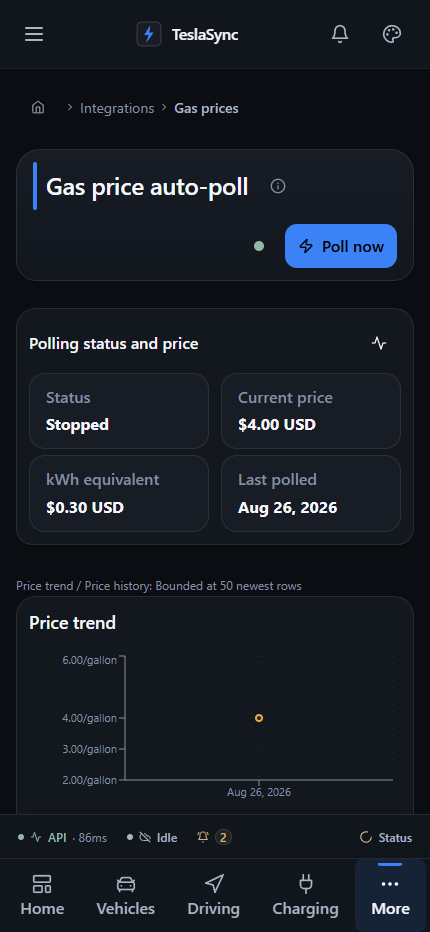 TeslaSync
Integrations Gas prices
Gas price auto-poll
Poll now
Polling status and price
Status
Stopped
Current price
$4.00 USD
kWh equivalent
$0.30 USD
Last polled
Aug 26, 2026
Price trend / Price history: Bounded at 50 newest rows
Price trend
6.00/gallon
4.00/gallon
3.00/gallon
2.00/gallon
Aug 26, 2026
API · 86ms Idle 2 Status
Home Vehicles Driving Charging More